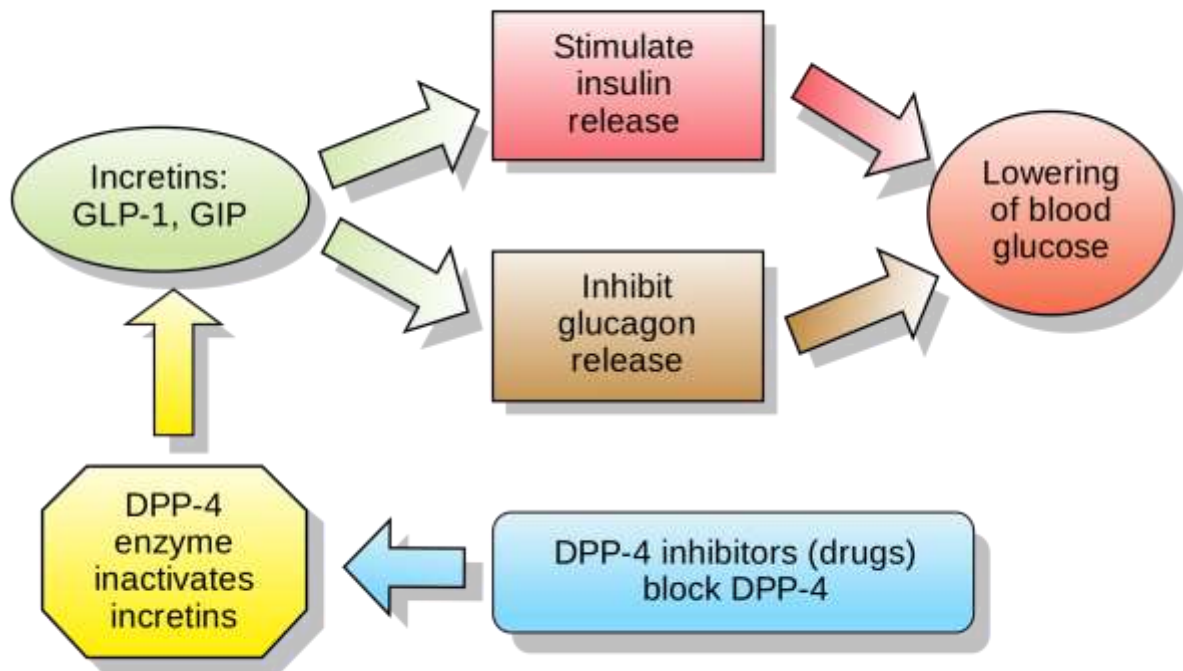 Stimulate
insulin
release
Incretins:
GLP-1, GIP
Lowering
of blood
glucose
Inhibit
glucagon
release
DPP-4
enzyme
inactivates
incretins
DPP-4 inhibitors (drugs)
block DPP-4